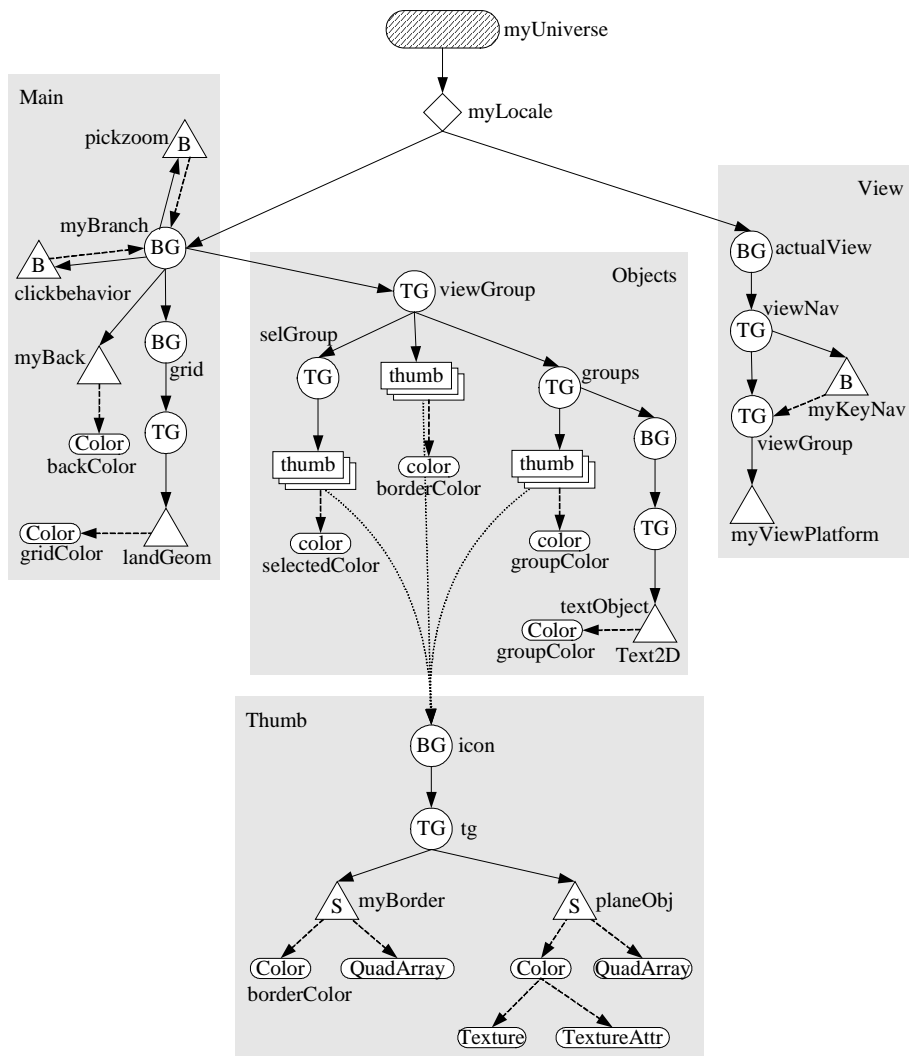 myUniverse
Main
myLocale
pickzoom
B
View
myBranch
BG
B
clickbehavior
BG
actualView
Objects
TG
viewGroup
viewNav
TG
selGroup
myBack
BG
grid
TG
thumb
TG
groups
B
myKeyNav
TG
viewGroup
TG
BG
Color
backColor
thumb
color
borderColor
thumb
myViewPlatform
Color
gridColor
landGeom
color
selectedColor
color
groupColor
TG
textObject
Color
groupColor
Text2D
Thumb
BG
icon
TG
tg
S
myBorder
S
planeObj
Color
borderColor
QuadArray
Color
QuadArray
Texture
TextureAttr